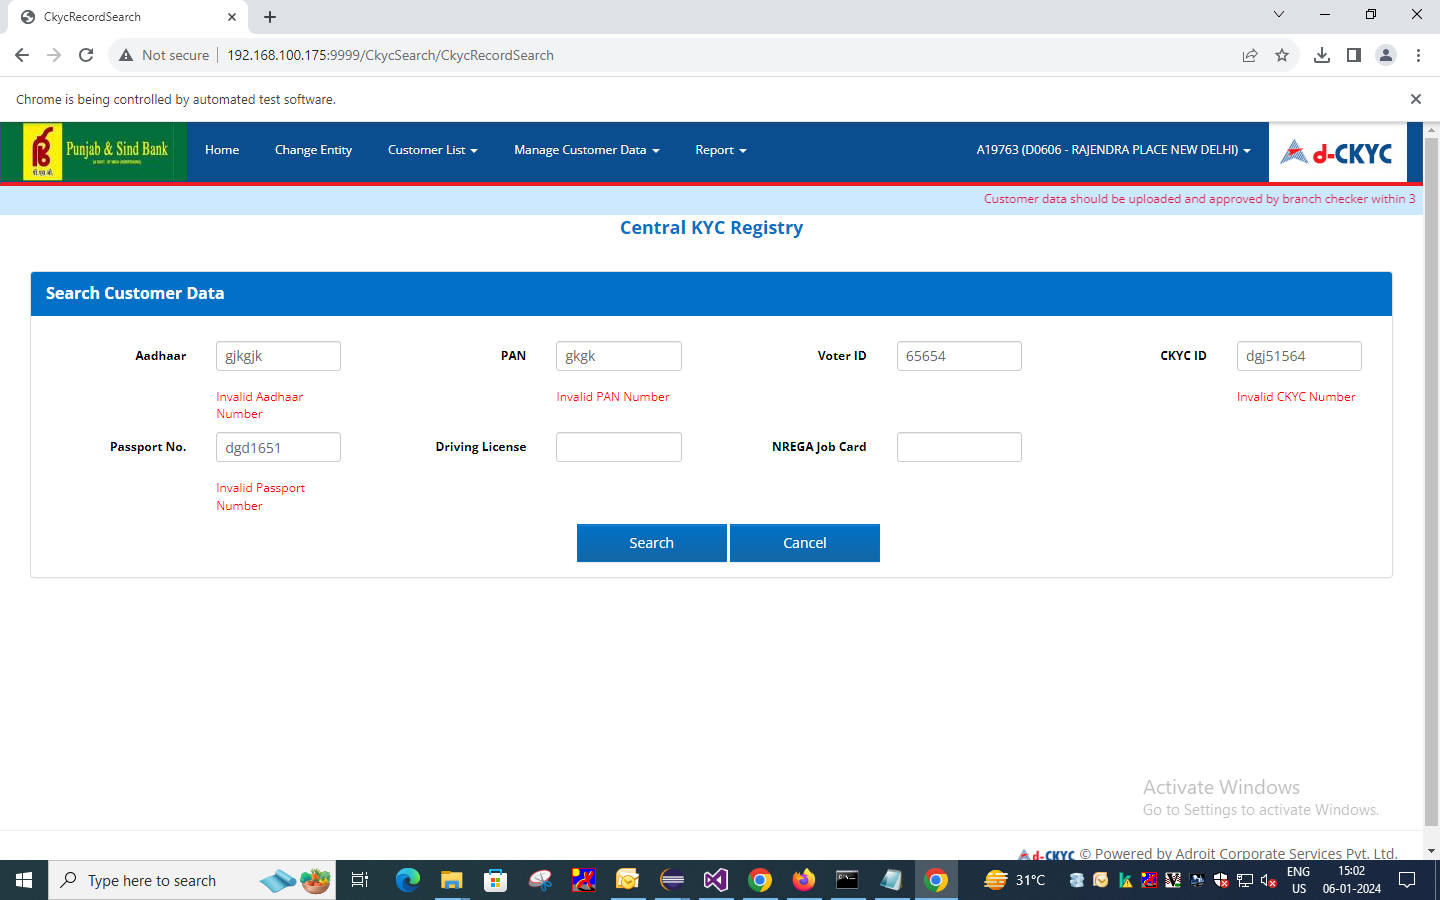 CkycRecordSearch
Not secure 192.168.100.175:9999/CkycSearch/CkycRecordSearch
Chrome is being controlled by automated test software.
Punjab & Sind Bank
Home Change Entity Customer List Manage Customer Data Report A19763 (D0606 - RAJENDRA PLACE NEW DELHI) d-CKYC
Customer data should be uploaded and approved by branch checker within 3
Central KYC Registry
Search Customer Data
Aadhaar gjkgjk PAN gkgk Voter ID 65654 CKYC ID dgj51564
Invalid Aadhaar Number Invalid PAN Number Invalid CKYC Number
Passport No. dgd1651 Driving License NREGA Job Card
Invalid Passport Number
Search Cancel
Activate Windows
Go to Settings to activate Windows.
d-CKYC © Powered by Adroit Corporate Services Pvt. Ltd.
Type here to search 31°C ENG US 15:02 06-01-2024